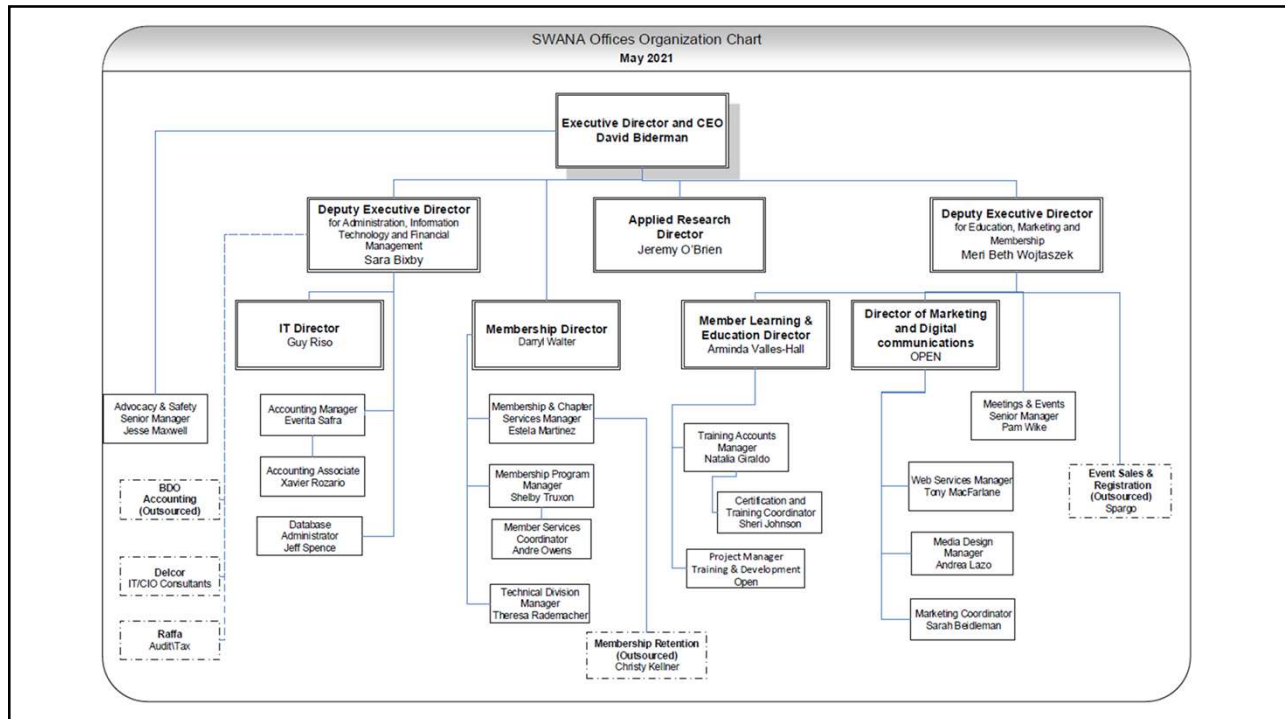 SWANA Offices Organization Chart
May 2021
Executive Director and CEO
David Biderman
Deputy Executive Director
for Administration, Information
Technology and Financial
Management
Sara Bixby
Applied Research
Director
Jeremy O'Brien
Deputy Executive Director
for Education, Marketing and
Membership
Meri Beth Wojtaszek
IT Director
Guy Riso
Membership Director
Darryl Walter
Member Learning &
Education Director
Arminda Valles-Hall
Director of Marketing
and Digital
communications
OPEN
Advocacy & Safety
Senior Manager
Jesse Maxwell
Accounting Manager
Everita Safra
Membership & Chapter
Services Manager
Estela Martinez
Training Accounts
Manager
Natalia Giraldo
Meetings & Events
Senior Manager
Pam Wike
BDO
Accounting
(Outsourced)
Accounting Associate
Xavier Rozario
Membership Program
Manager
Shelby Truxon
Certification and
Training Coordinator
Sheri Johnson
Web Services Manager
Tony MacFarlane
Event Sales &
Registration
(Outsourced)
Spargo
Database
Administrator
Jeff Spence
Member Services
Coordinator
Andre Owens
Project Manager
Training & Development
Open
Media Design
Manager
Andrea Lazo
Delcor
IT/CIO Consultants
Technical Division
Manager
Theresa Rademacher
Marketing Coordinator
Sarah Beidleman
Raffa
Audit\Tax
Membership Retention
(Outsourced)
Christy Kellner